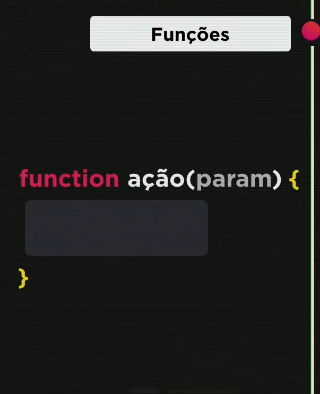 Funções
function ação(param) {
}